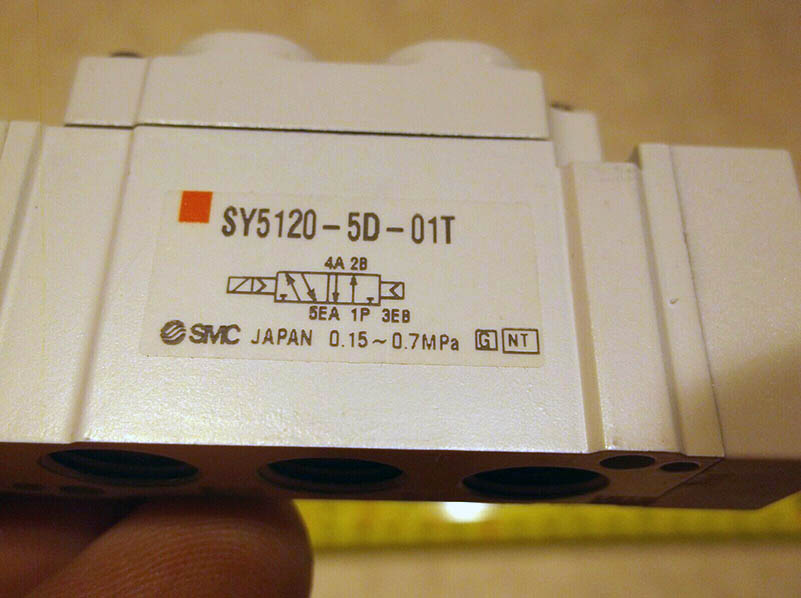 SY5120-5D-01T
4A 2B
5EA 1P 3EB
SMC JAPAN 0.15~0.7MPa G NT